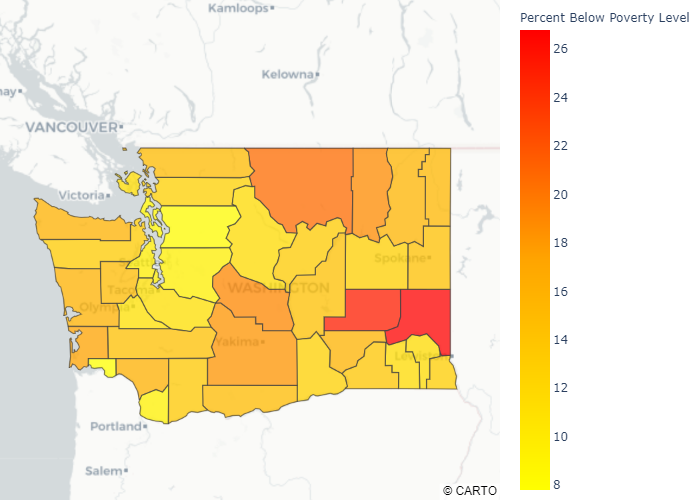 Percent Below Poverty Level
Kamloops
Kelowna
nay
VANCOUVER
Victoria
Seattle
Spokane
Tacoma
WASHINGTON
Olympia
Yakima
Lewiston
Portland
Salem
© CARTO
26
24
22
20
18
16
14
12
10
8